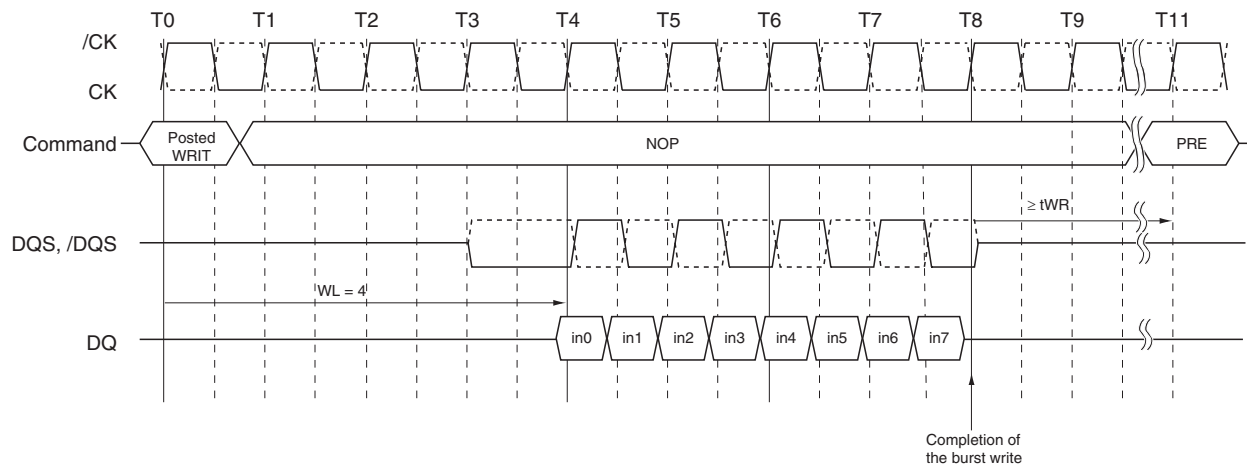 T0 T1 T2 T3 T4 T5 T6 T7 T8 T9 T11
/CK
CK
Command
Posted
WRIT
NOP
PRE
≥ tWR
DQS, /DQS
WL = 4
DQ
in0 in1 in2 in3 in4 in5 in6 in7
Completion of
the burst write